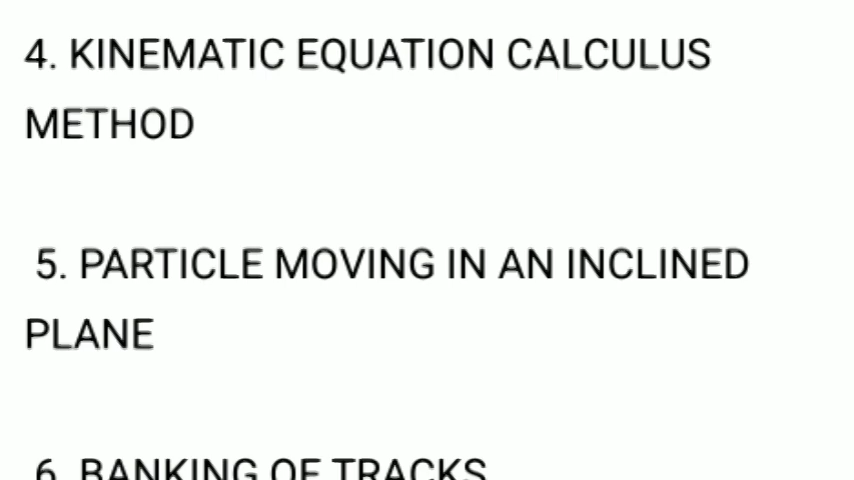 4. KINEMATIC EQUATION CALCULUS
METHOD
5. PARTICLE MOVING IN AN INCLINED
PLANE
6. BANKING OF TRACKS